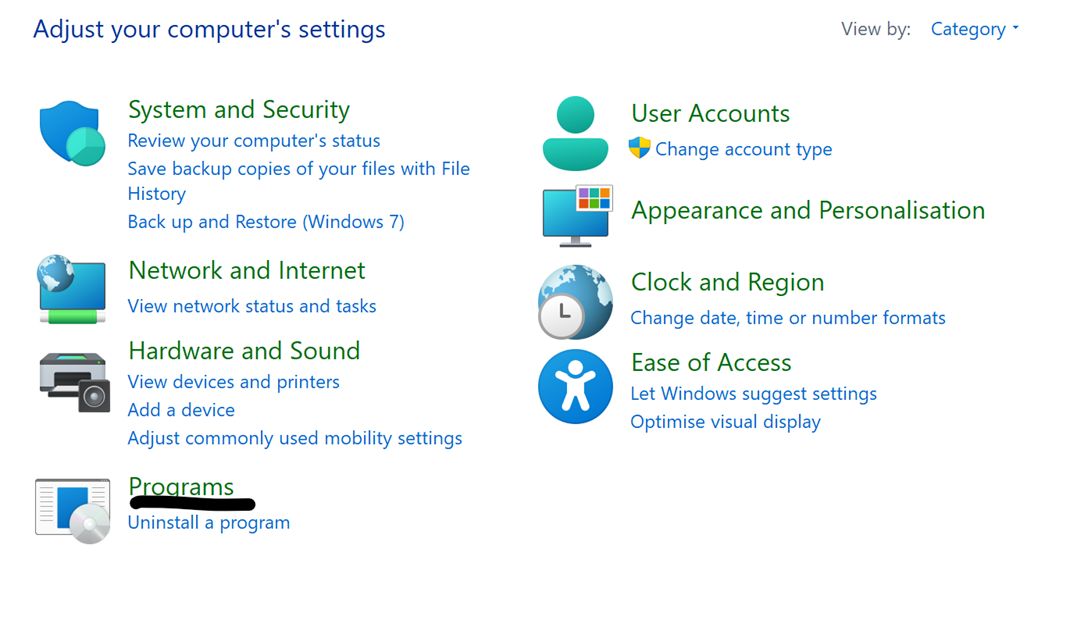 Adjust your computer's settings
View by: Category
System and Security
Review your computer's status
Save backup copies of your files with File
History
Back up and Restore (Windows 7)
Network and Internet
View network status and tasks
Hardware and Sound
View devices and printers
Add a device
Adjust commonly used mobility settings
Programs
Uninstall a program
User Accounts
Change account type
Appearance and Personalisation
Clock and Region
Change date, time or number formats
Ease of Access
Let Windows suggest settings
Optimise visual display